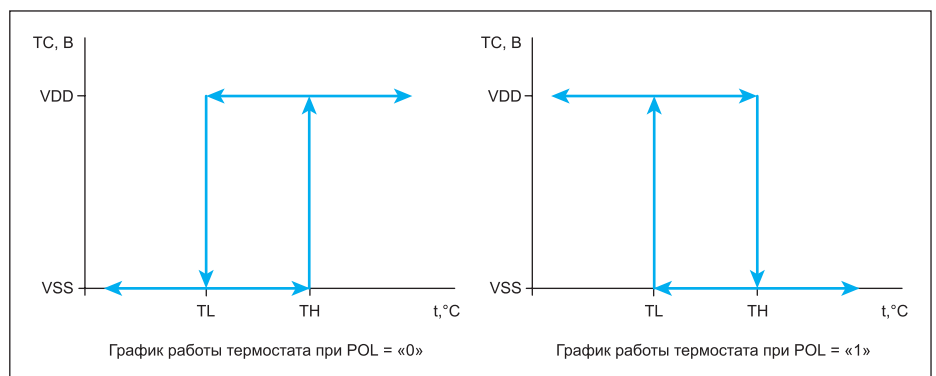 TC, В
VDD
VSS
TL
TH
t,°C
График работы термостата при POL = «0»
TC, В
VDD
VSS
TL
TH
t,°C
График работы термостата при POL = «1»